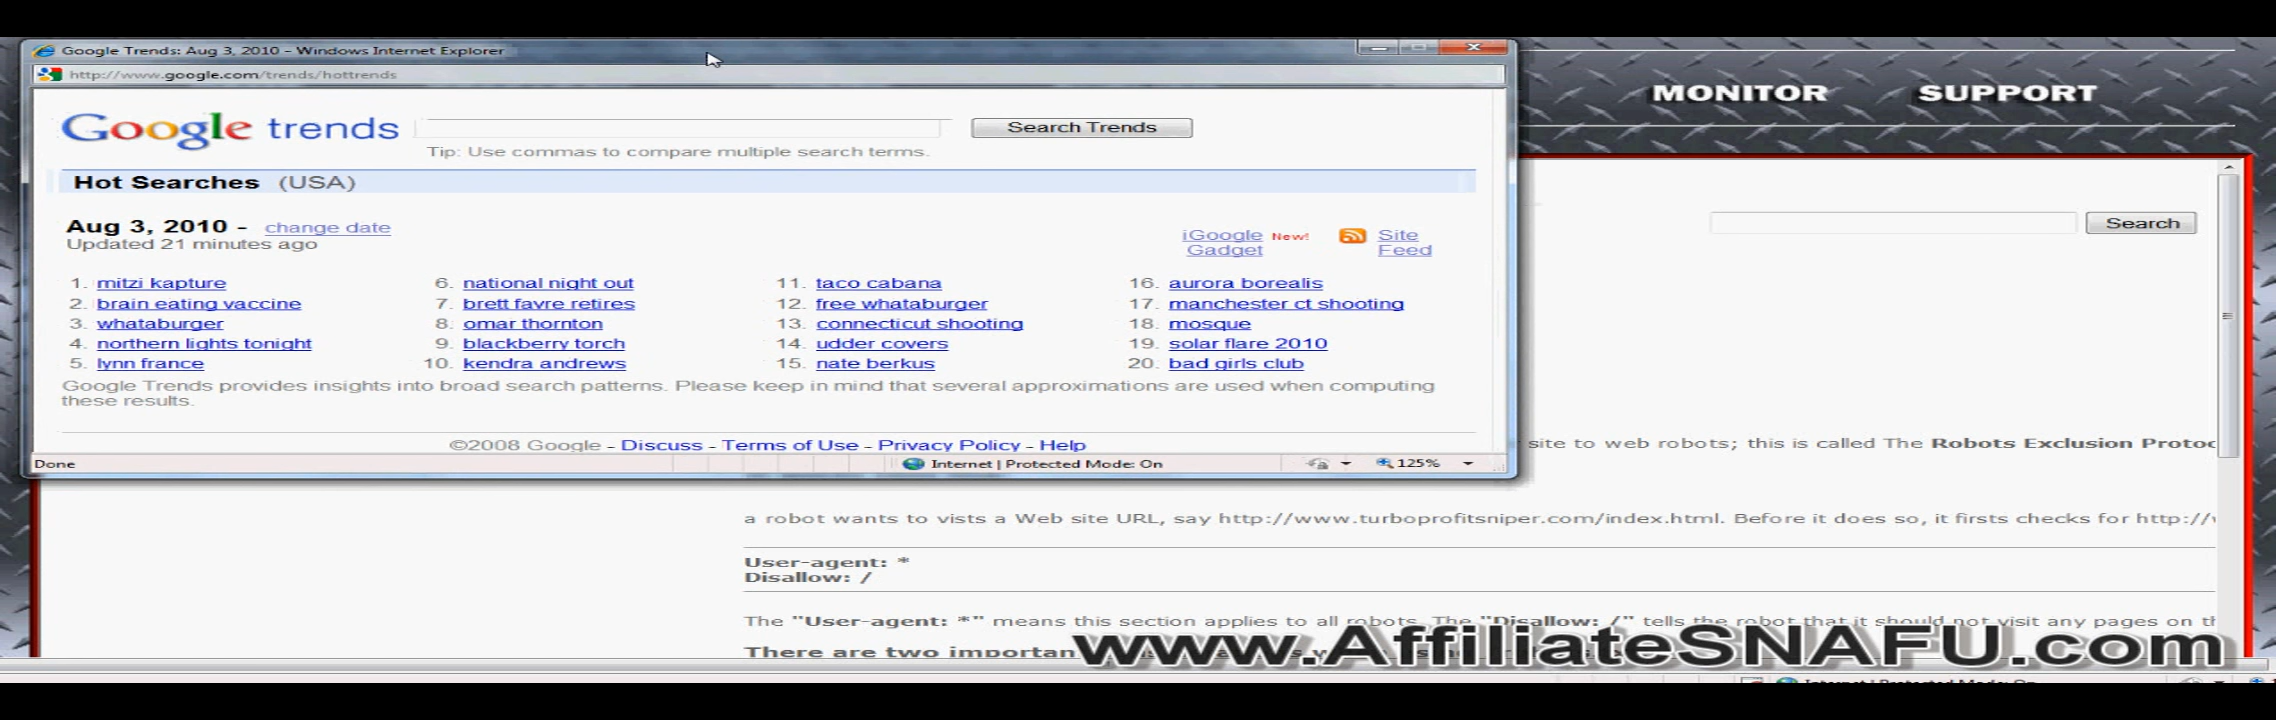 Google Trends: Aug 3, 2010 - Windows Internet Explorer
http://www.google.com/trends/hottrends
MONITOR SUPPORT
Google trends Search Trends
Tip: Use commas to compare multiple search terms.
Hot Searches (USA)
Aug 3, 2010 - change date
Updated 21 minutes ago
iGoogle Gadget New!
Site Feed
Search
1. mitzi kapture
2. brain eating vaccine
3. whataburger
4. northern lights tonight
5. lynn france
6. national night out
7. brett favre retires
8. omar thornton
9. blackberry torch
10. kendra andrews
11. taco cabana
12. free whataburger
13. connecticut shooting
14. udder covers
15. nate berkus
16. aurora borealis
17. manchester ct shooting
18. mosque
19. solar flare 2010
20. bad girls club
Google Trends provides insights into broad search patterns. Please keep in mind that several approximations are used when computing
these results.
©2008 Google - Discuss - Terms of Use - Privacy Policy - Help
Done Internet | Protected Mode: On 125%
site to web robots; this is called The Robots Exclusion Protoc
a robot wants to vists a Web site URL, say http://www.turboprofitsniper.com/index.html. Before it does so, it firsts checks for http://
User-agent: *
Disallow: /
The "User-agent: *" means this section applies to all robots. The "Disallow: /" tells the robot that it should not visit any pages on th
There are two importan
www.AffiliateSNAFU.com
Internet | Protected Mode: On